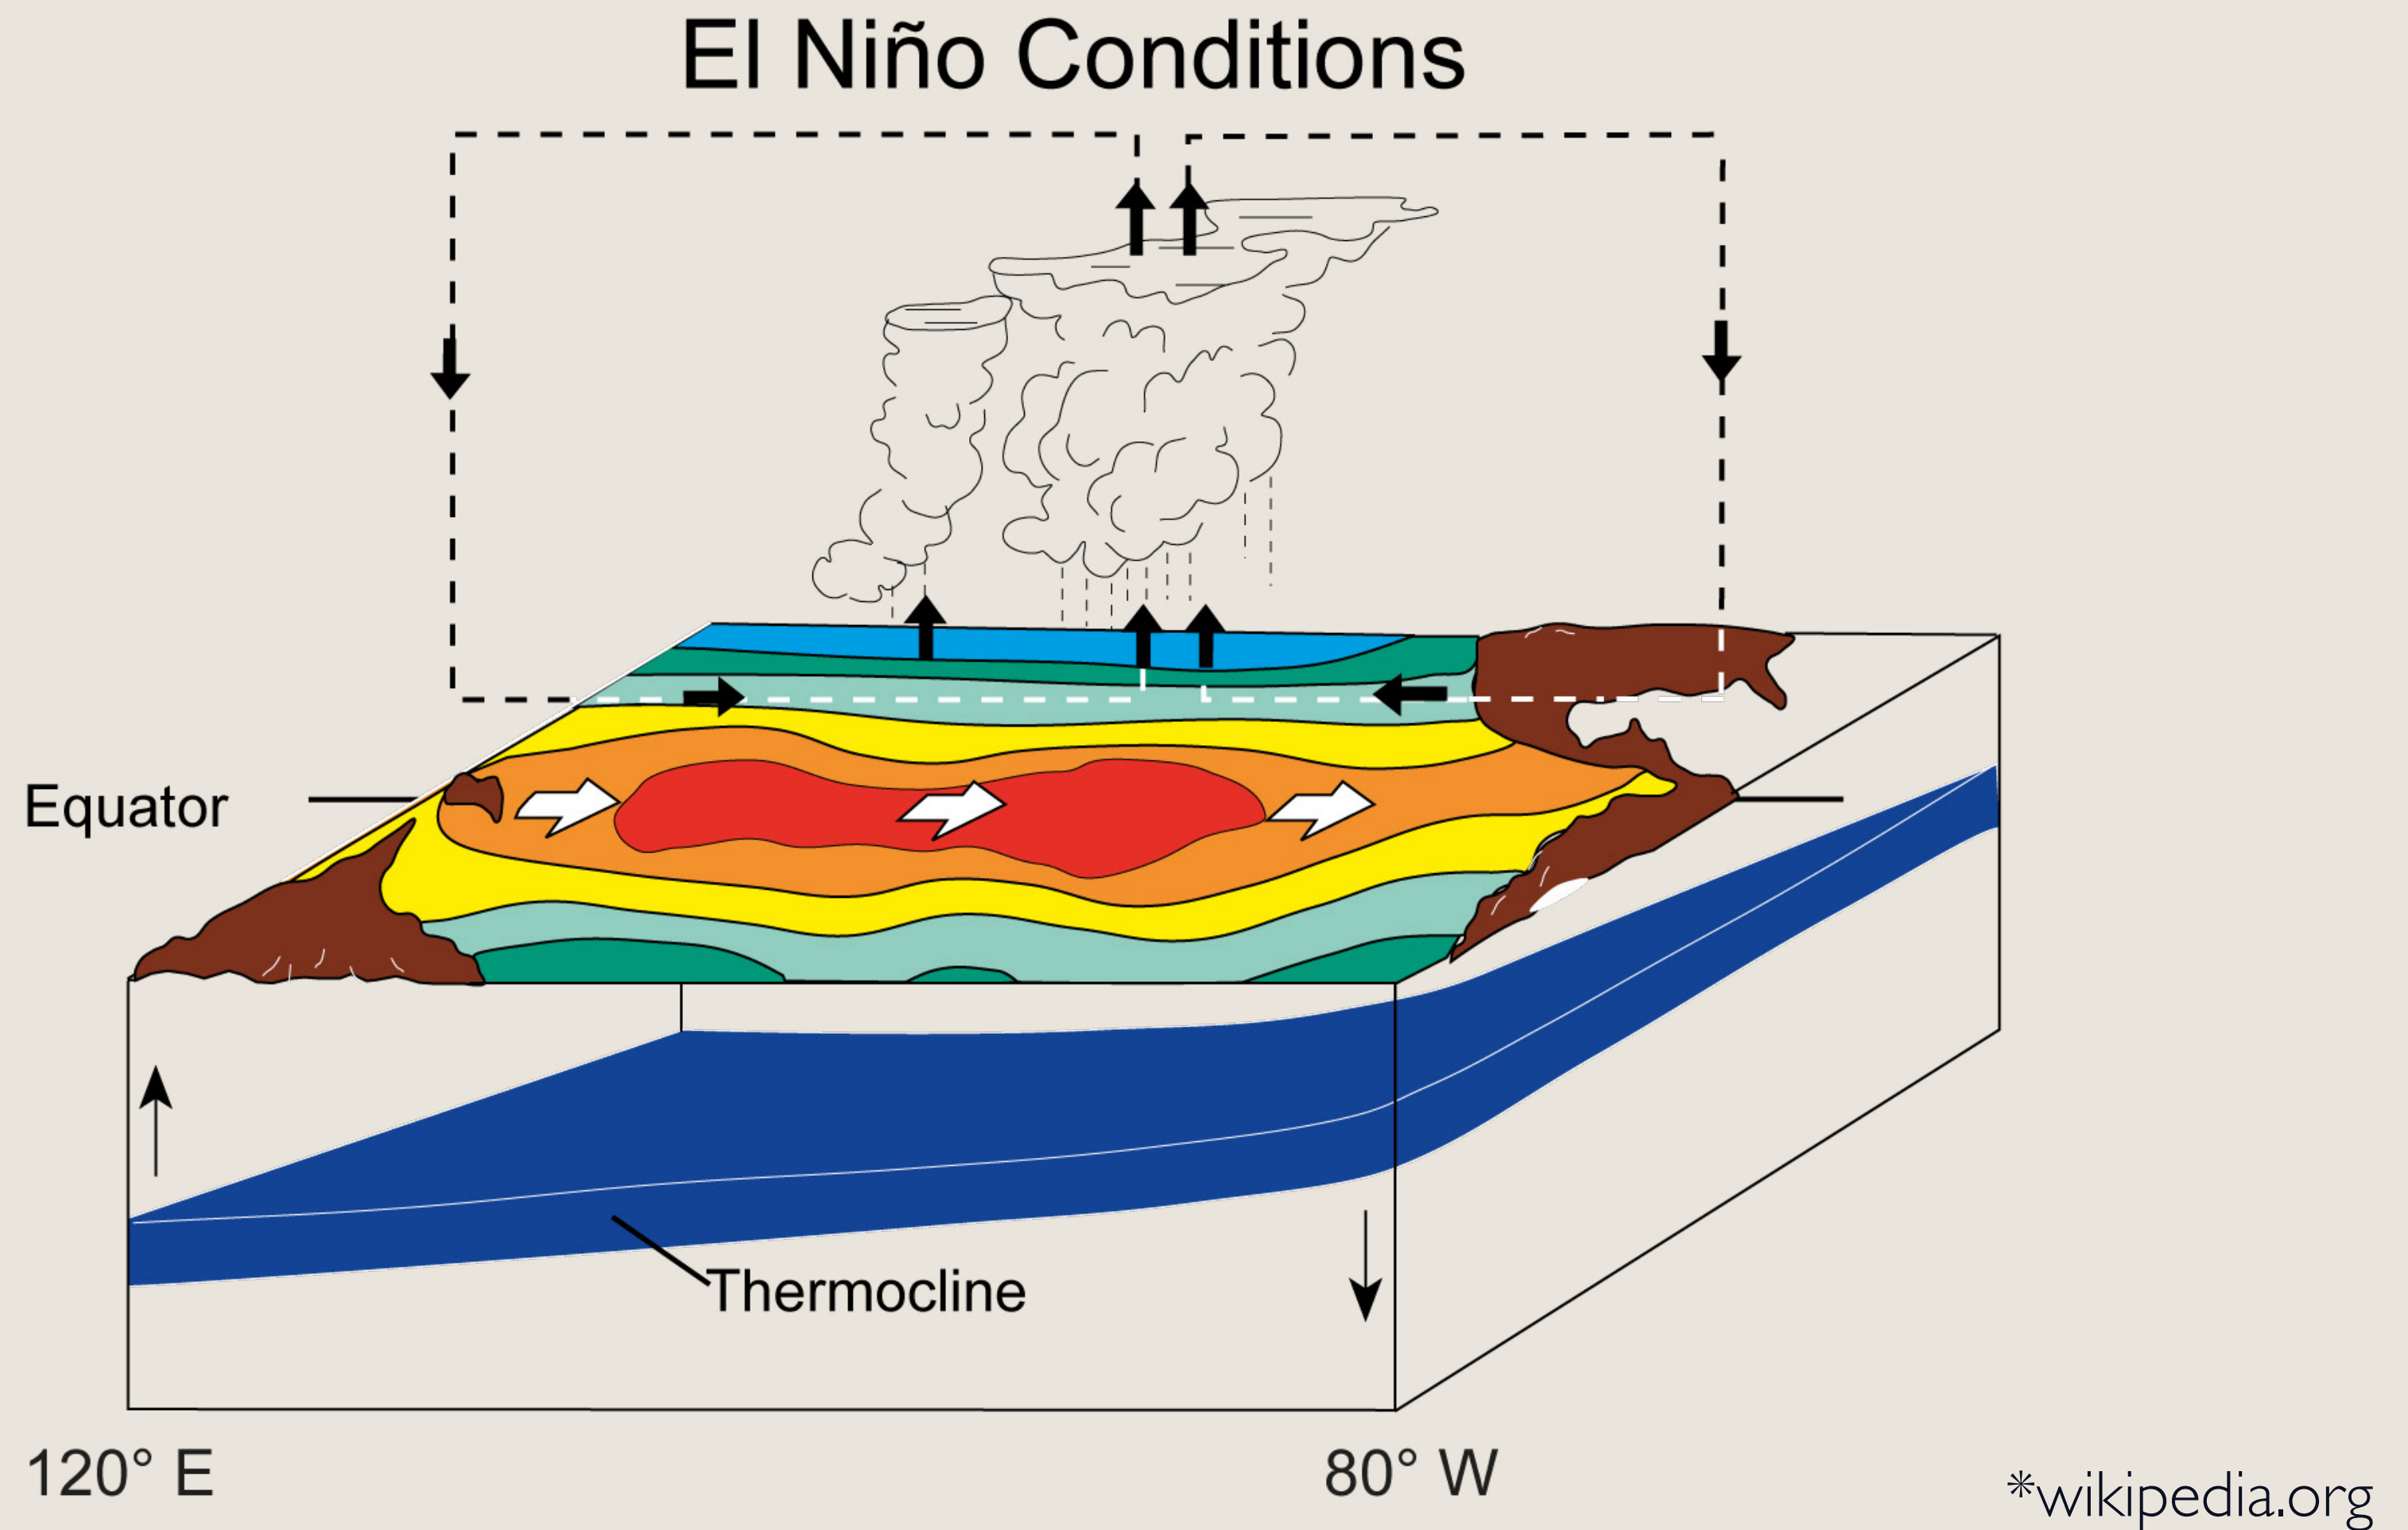 El Niño Conditions
Equator
Thermocline
120° E
80° W
*wikipedia.org